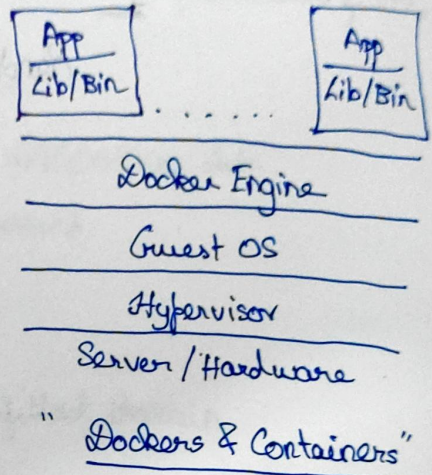 App App
Lib/Bin Lib/Bin
. . . . . .
Docker Engine
Guest OS
Hypervisor
Server / Hardware
"Dockers & Containers"